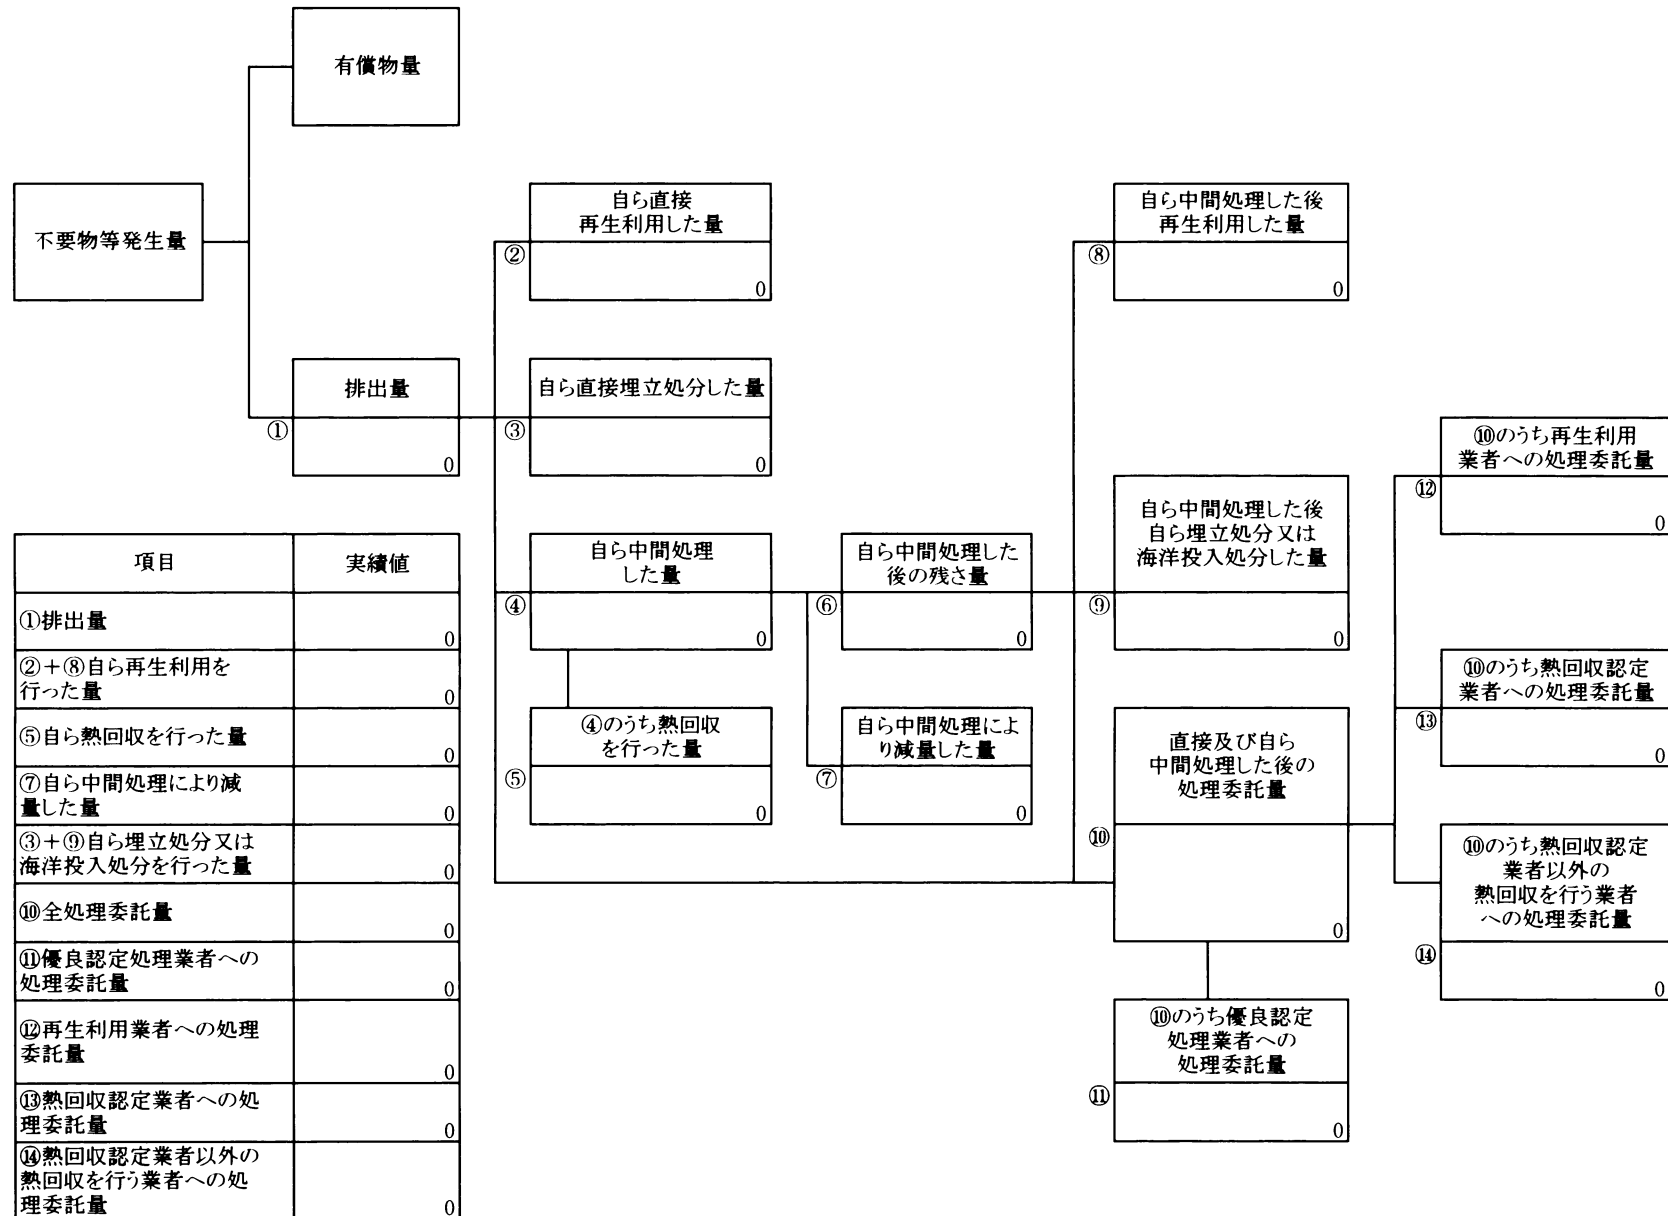 有償物量
不要物等発生量
排出量
①
0
自ら直接
再生利用した量
②
0
自ら直接埋立処分した量
③
0
自ら中間処理
した量
④
0
④のうち熱回収
を行った量
⑤
0
自ら中間処理した
後の残さ量
⑥
0
自ら中間処理によ
り減量した量
⑦
0
自ら中間処理した後
再生利用した量
⑧
0
自ら中間処理した後
自ら埋立処分又は
海洋投入処分した量
⑨
0
直接及び自ら
中間処理した後の
処理委託量
⑩
0
⑩のうち優良認定
処理業者への
処理委託量
⑪
0
⑩のうち再生利用
業者への処理委託量
⑫
0
⑩のうち熱回収認定
業者への処理委託量
⑬
0
⑩のうち熱回収認定
業者以外の
熱回収を行う業者
への処理委託量
⑭
0
項目 実績値
①排出量
0
②+⑧自ら再生利用を
行った量
0
⑤自ら熱回収を行った量
0
⑦自ら中間処理により減
量した量
0
③+⑨自ら埋立処分又は
海洋投入処分を行った量
0
⑩全処理委託量
0
⑪優良認定処理業者への
処理委託量
0
⑫再生利用業者への処理
委託量
0
⑬熱回収認定業者への処
理委託量
0
⑭熱回収認定業者以外の
熱回収を行う業者への処
理委託量
0